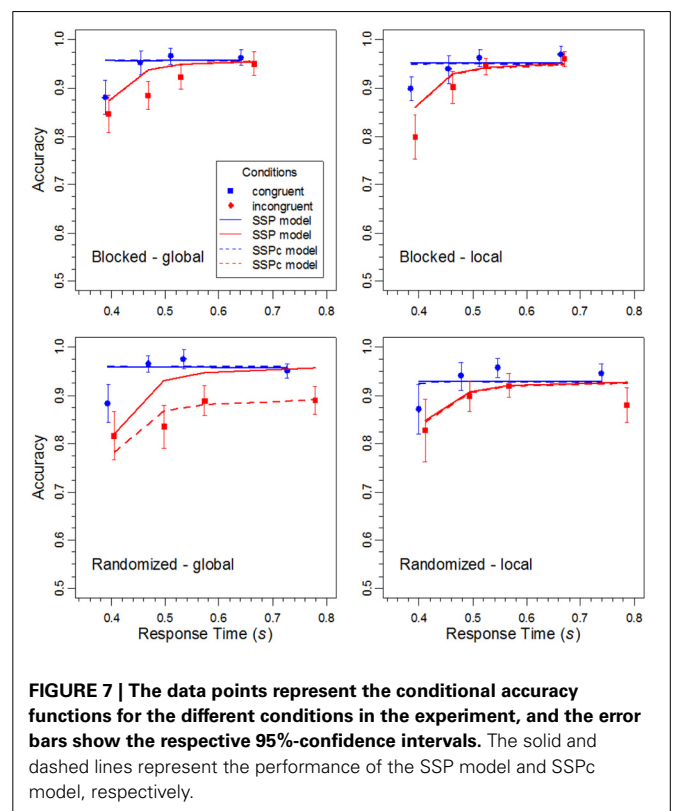 Accuracy
0.5 0.6 0.7 0.8 0.9 1.0
Conditions
congruent
incongruent
SSP model
SSP model
SSPc model
SSPc model
Blocked - global
0.4 0.5 0.6 0.7 0.8
0.5 0.6 0.7 0.8 0.9 1.0
Blocked - local
0.4 0.5 0.6 0.7 0.8
Accuracy
0.5 0.6 0.7 0.8 0.9 1.0
Randomized - global
0.4 0.5 0.6 0.7 0.8
Response Time (s)
0.5 0.6 0.7 0.8 0.9 1.0
Randomized - local
0.4 0.5 0.6 0.7 0.8
Response Time (s)
FIGURE 7 | The data points represent the conditional accuracy
functions for the different conditions in the experiment, and the error
bars show the respective 95%-confidence intervals. The solid and
dashed lines represent the performance of the SSP model and SSPc
model, respectively.